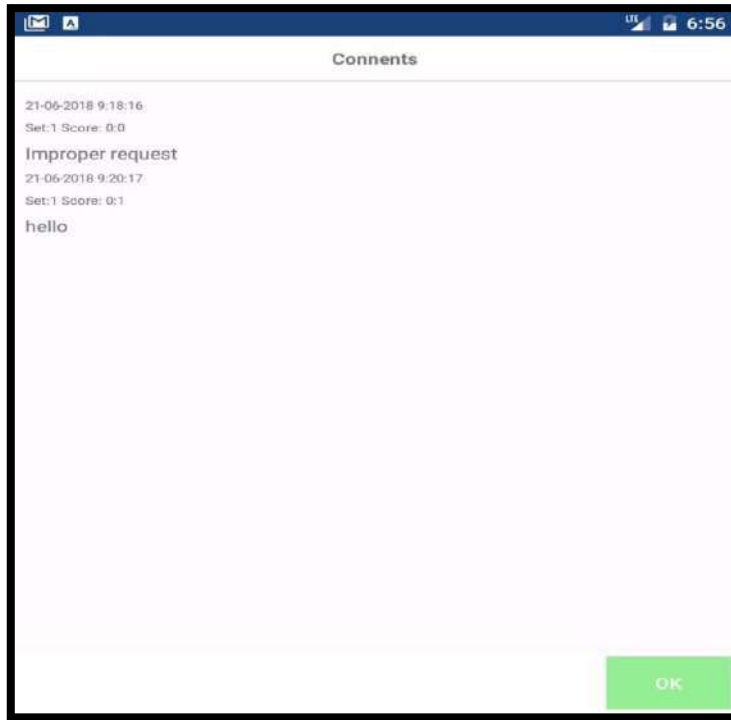 LTE 6:56
Connents
21-06-2018 9:18:16
Set:1 Score: 0:0
Improper request
21-06-2018 9:20:17
Set:1 Score: 0:1
hello
OK